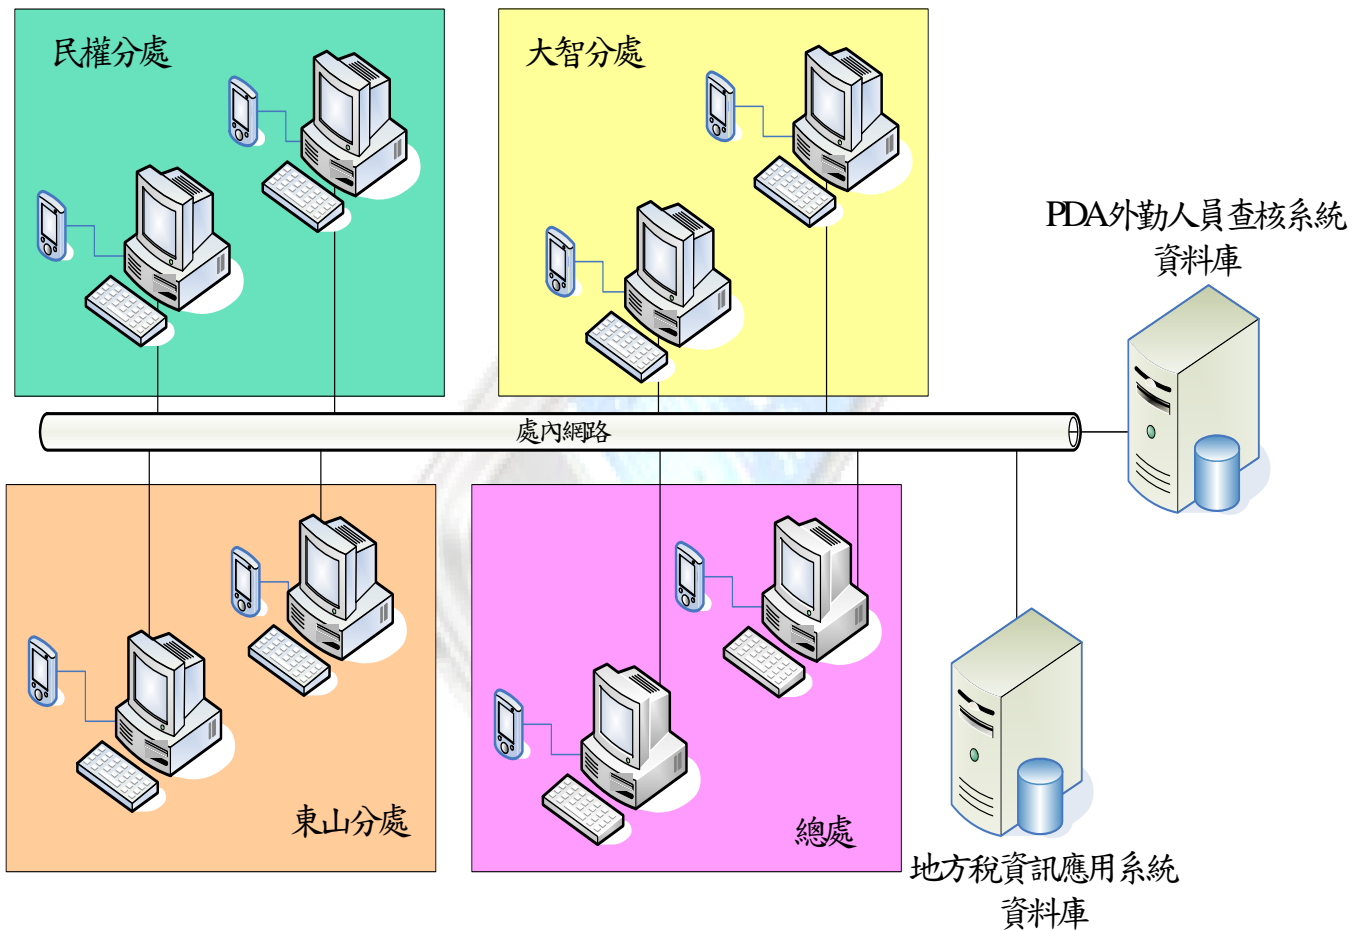 民權分處
大智分處
PDA外勤人員查核系統
資料庫
處內網路
東山分處
總處
地方稅資訊應用系統
資料庫